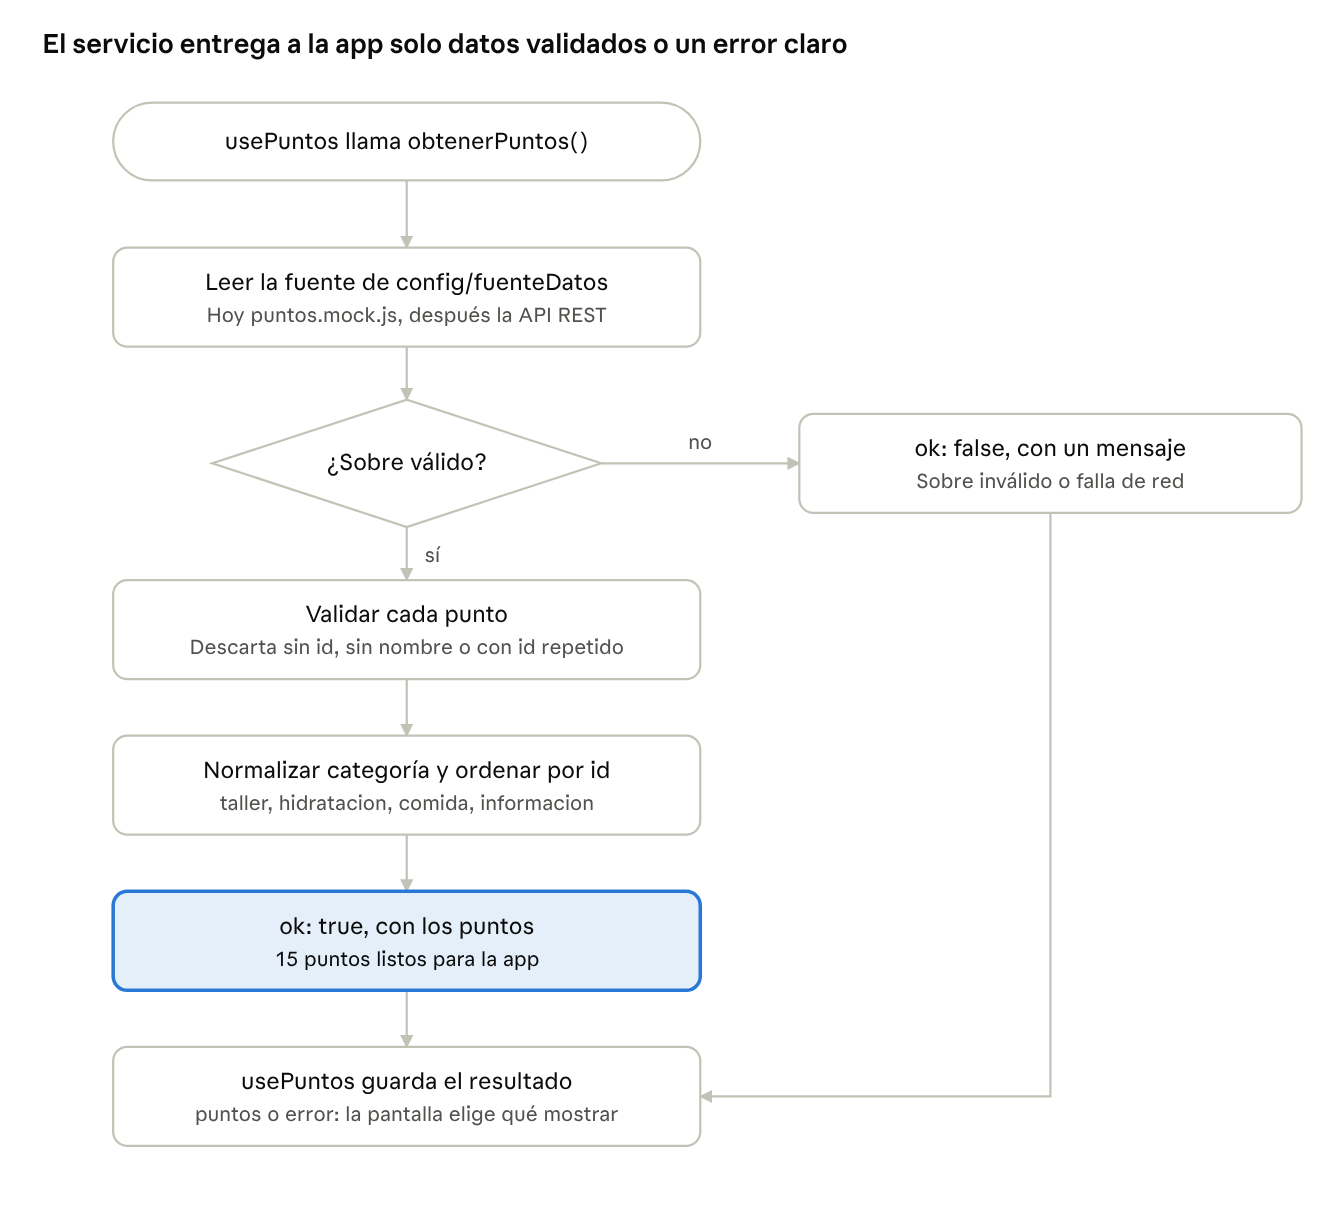 El servicio entrega a la app solo datos validados o un error claro
usePuntos llama obtenerPuntos()
Leer la fuente de config/fuenteDatos
Hoy puntos.mock.js, después la API REST
¿Sobre válido?
no
ok: false, con un mensaje
Sobre inválido o falla de red
sí
Validar cada punto
Descarta sin id, sin nombre o con id repetido
Normalizar categoría y ordenar por id
taller, hidratacion, comida, informacion
ok: true, con los puntos
15 puntos listos para la app
usePuntos guarda el resultado
puntos o error: la pantalla elige qué mostrar